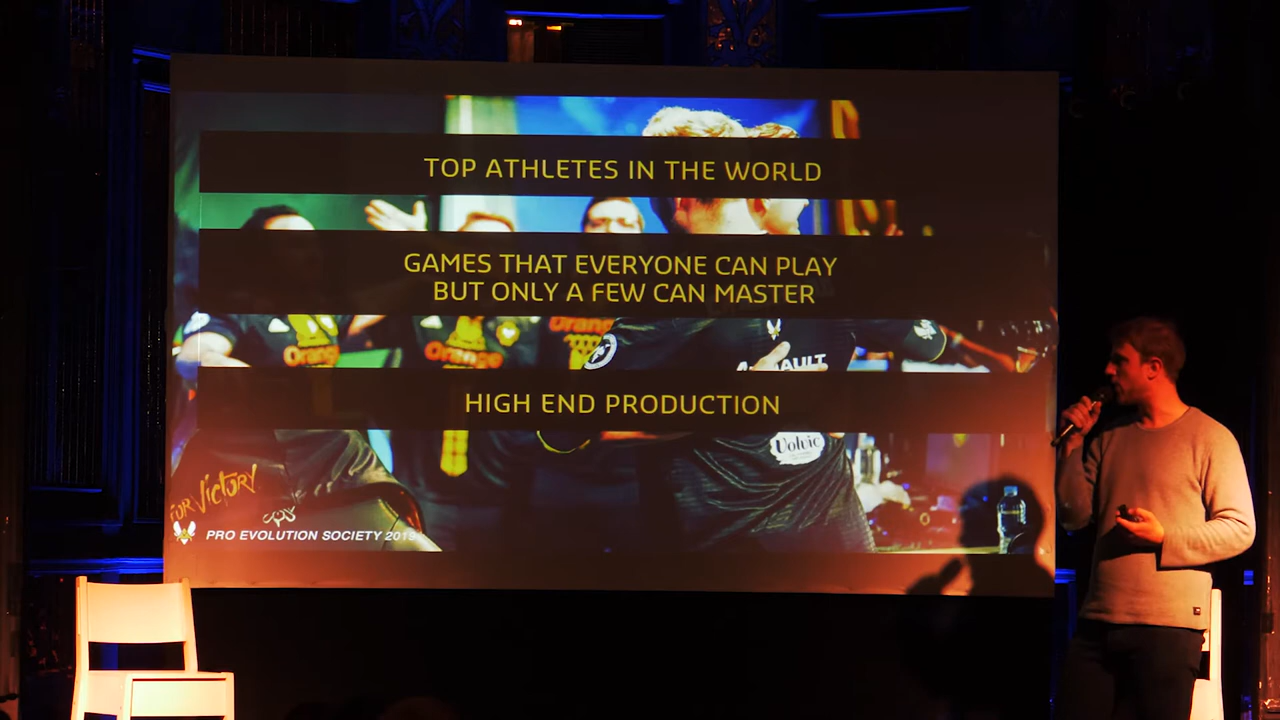 TOP ATHLETES IN THE WORLD
GAMES THAT EVERYONE CAN PLAY
BUT ONLY A FEW CAN MASTER
Orange
Orange
Orange
HIGH END PRODUCTION
Volvic
FOR VICTORY
PRO EVOLUTION SOCIETY 2019